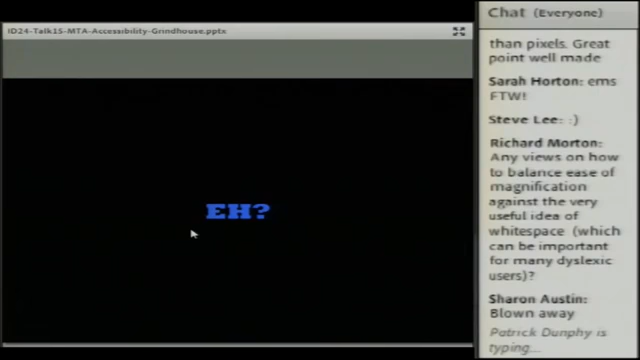 ID24-Talk15-MTA-Accessibility-Grindhouse.pptx
EH?
Chat (Everyone)
than pixels. Great
point well made
Sarah Horton: ems
FTW!
Steve Lee: :)
Richard Morton:
Any views on how
to balance ease of
magnification
against the very
useful idea of
whitespace (which
can be important
for many dyslexic
users)?
Sharon Austin:
Blown away
Patrick Dunphy is
typing...